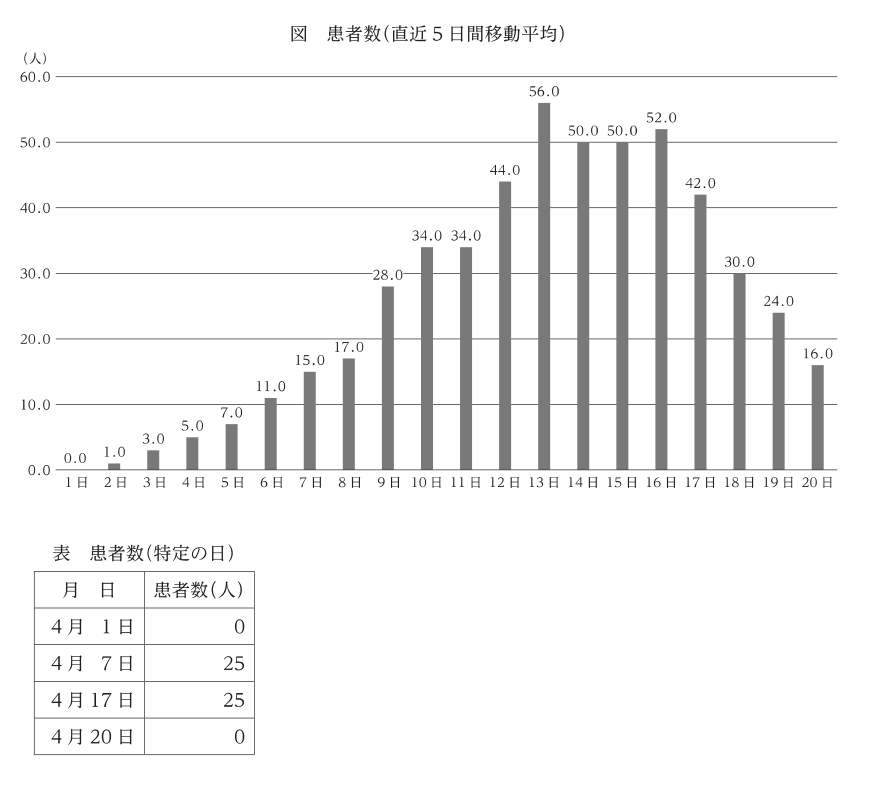 図　患者数(直近5日間移動平均)
(人)
60.0
50.0
40.0
30.0
20.0
10.0
0.0
0.0 1.0 3.0 5.0 7.0 11.0 15.0 17.0 28.0 34.0 34.0 44.0 56.0 50.0 50.0 52.0 42.0 30.0 24.0 16.0
1日 2日 3日 4日 5日 6日 7日 8日 9日 10日 11日 12日 13日 14日 15日 16日 17日 18日 19日 20日
表　患者数(特定の日)
月　日 患者数(人)
4月 1日 0
4月 7日 25
4月17日 25
4月20日 0